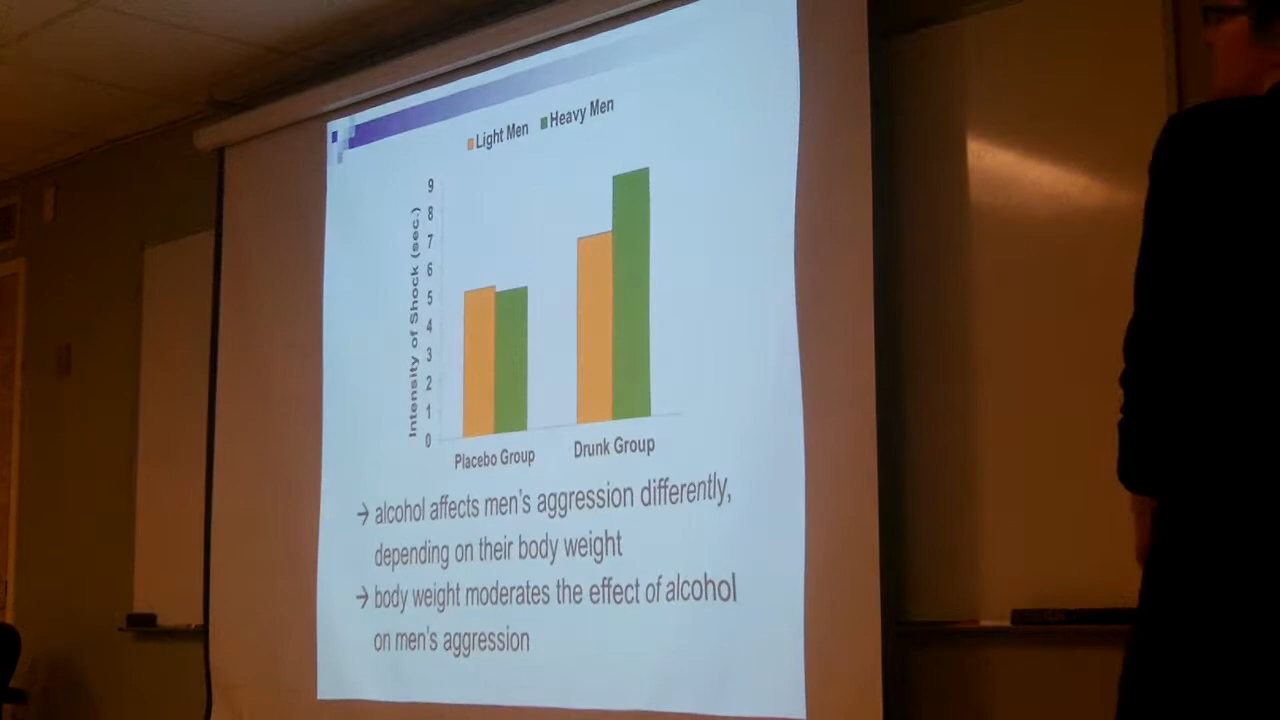 Light Men Heavy Men
9
8
7
6
5
4
3
2
1
0
Intensity of Shock (sec.)
Placebo Group Drunk Group
→ alcohol affects men's aggression differently,
depending on their body weight
→ body weight moderates the effect of alcohol
on men's aggression